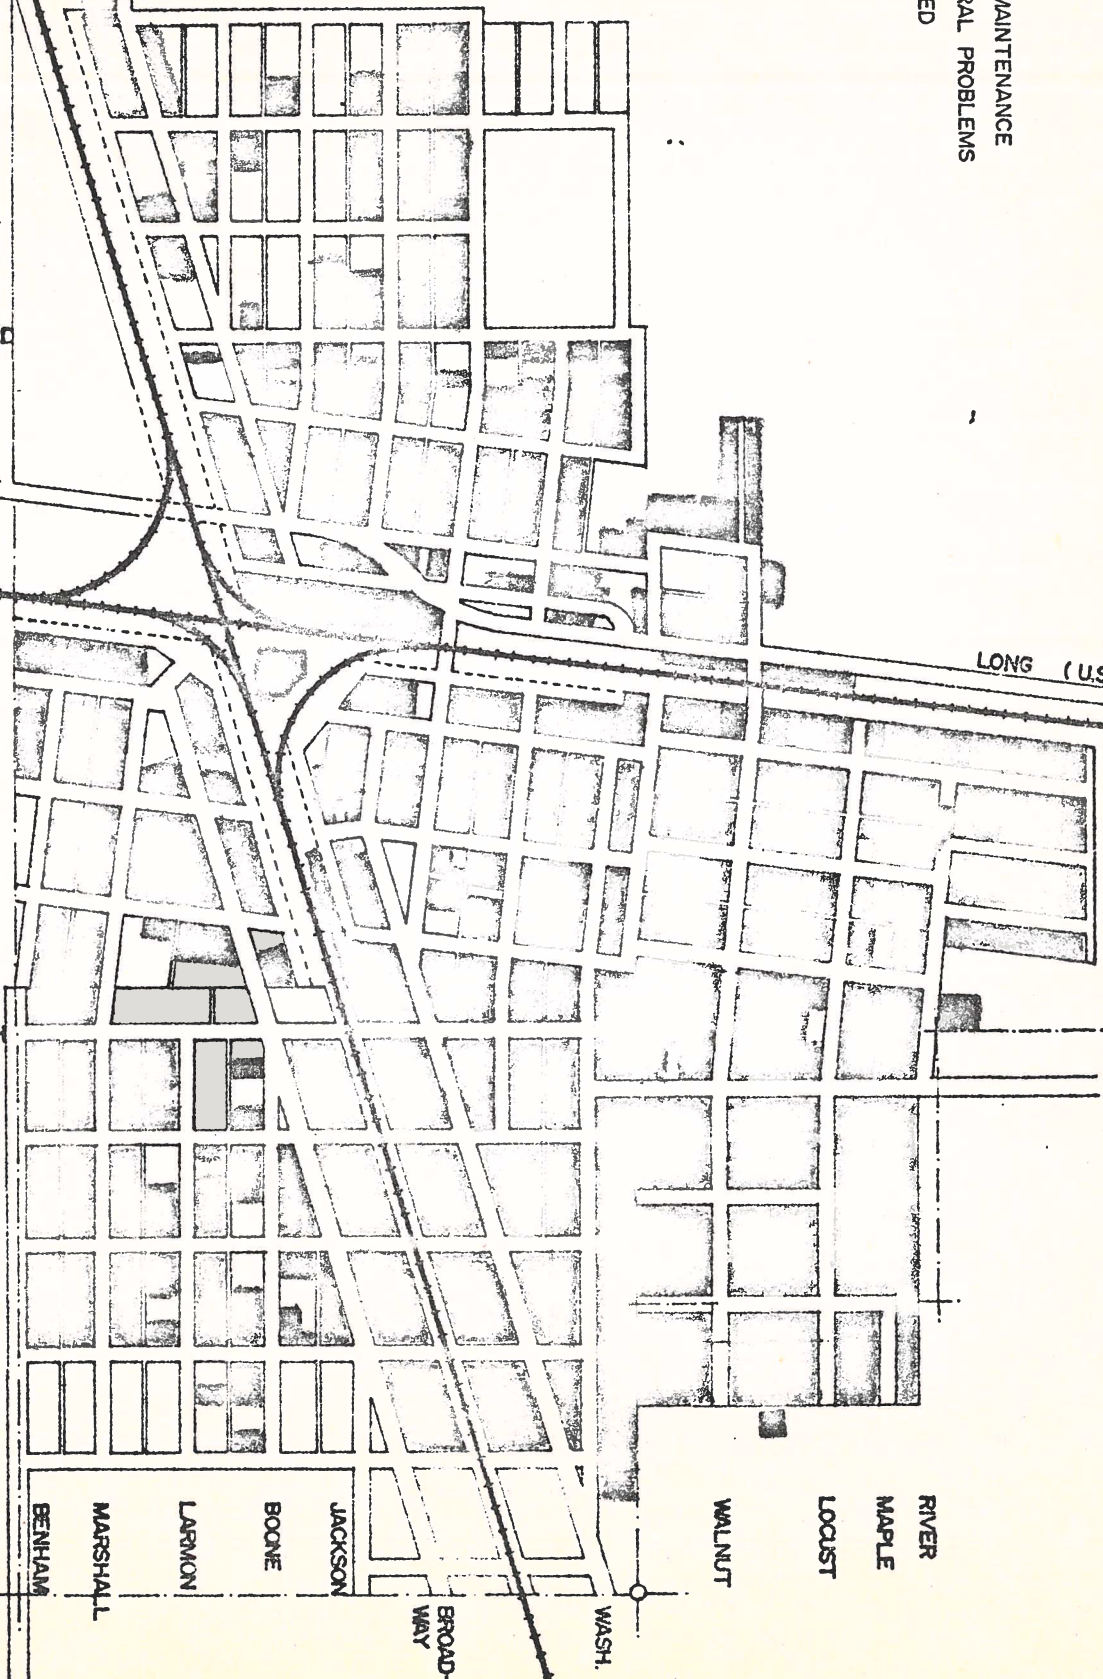 MAINTENANCE
RAL PROBLEMS
ED
LONG (U.S
RIVER
MAPLE
LOCUST
WALNUT
WASH.
BROAD-
WAY
JACKSON
BOONE
LARMON
MARSHALL
BENHAM